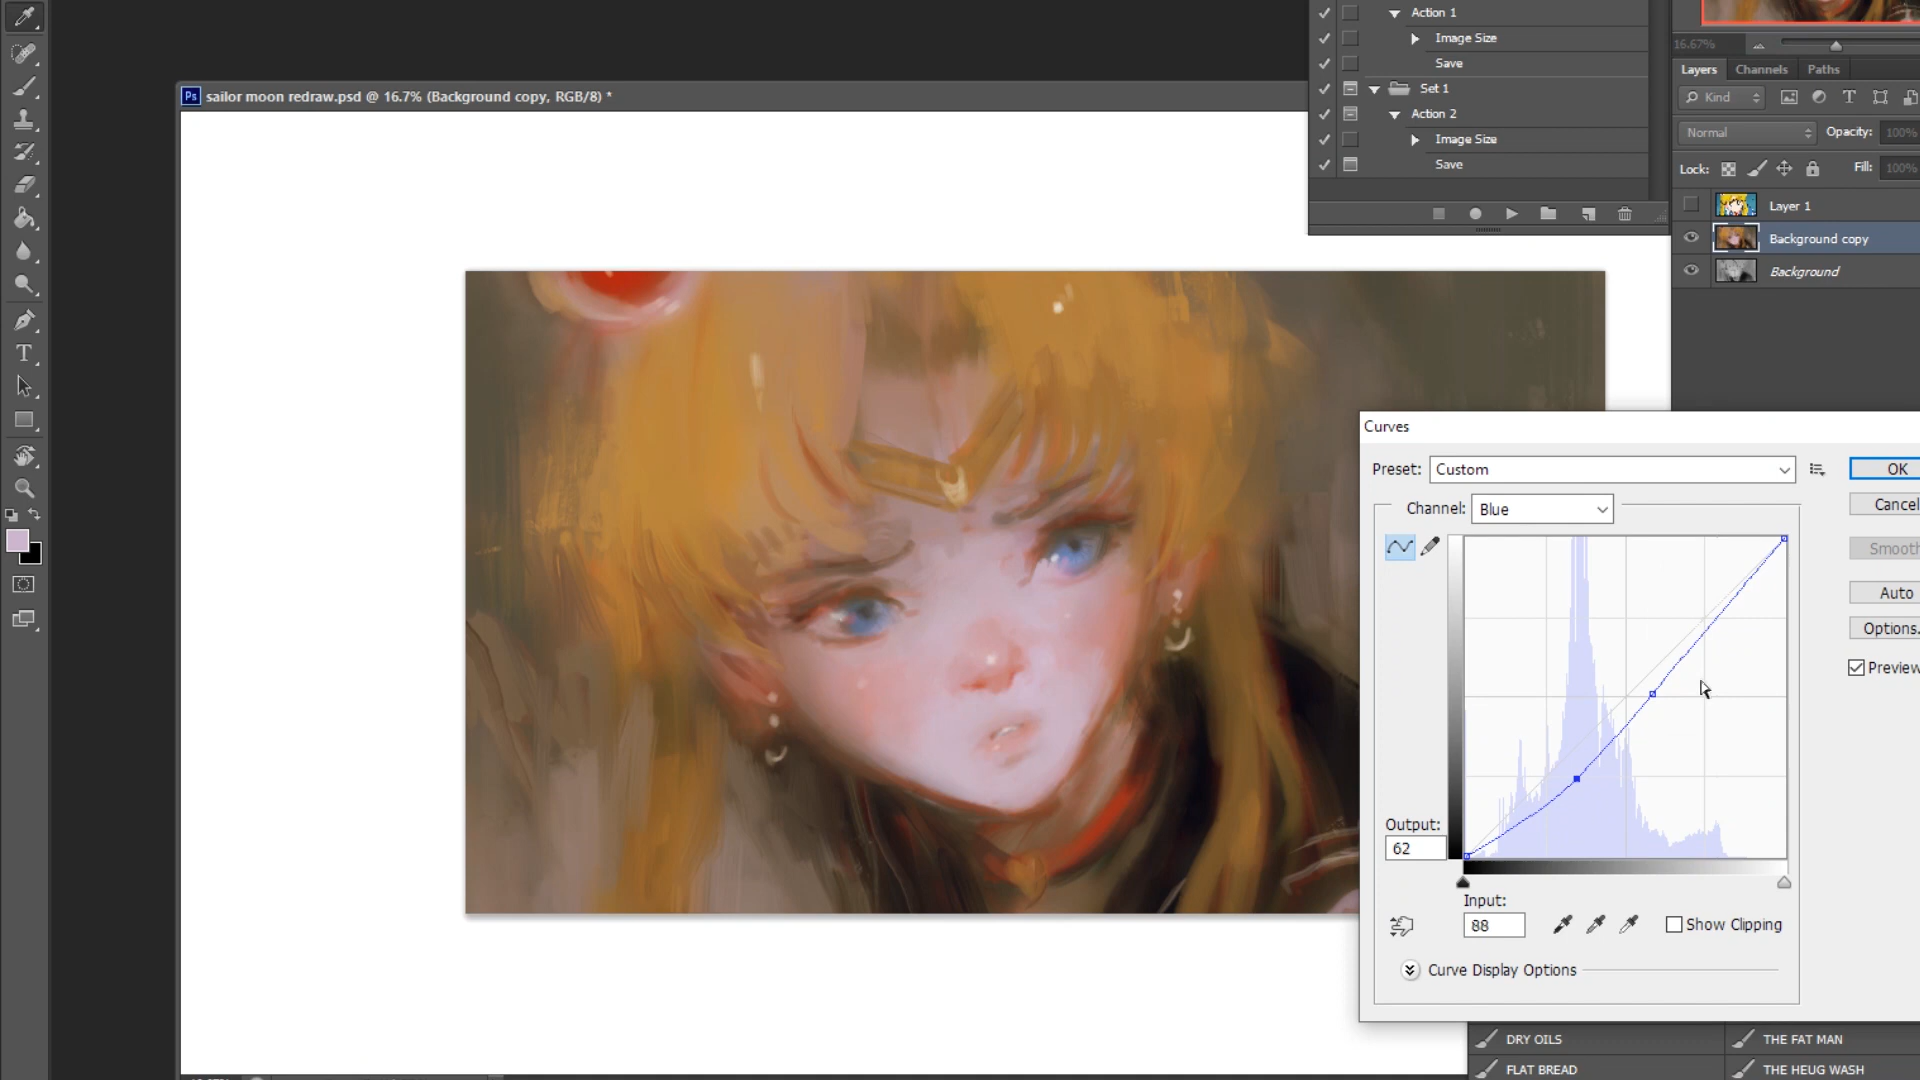 Action 1
Image Size
Save
Set 1
Action 2
Image Size
Save
16.67%
Layers Channels Paths
Kind
Normal Opacity: 100%
Lock: Fill: 100%
Layer 1
Background copy
Background
Ps sailor moon redraw.psd @ 16.7% (Background copy, RGB/8) *
T
Curves
Preset: Custom
OK
Channel: Blue
Cancel
Smooth
Auto
Options.
Preview
Output:
62
Input:
88
Show Clipping
Curve Display Options
DRY OILS THE FAT MAN
FLAT BREAD THE HEUG WASH